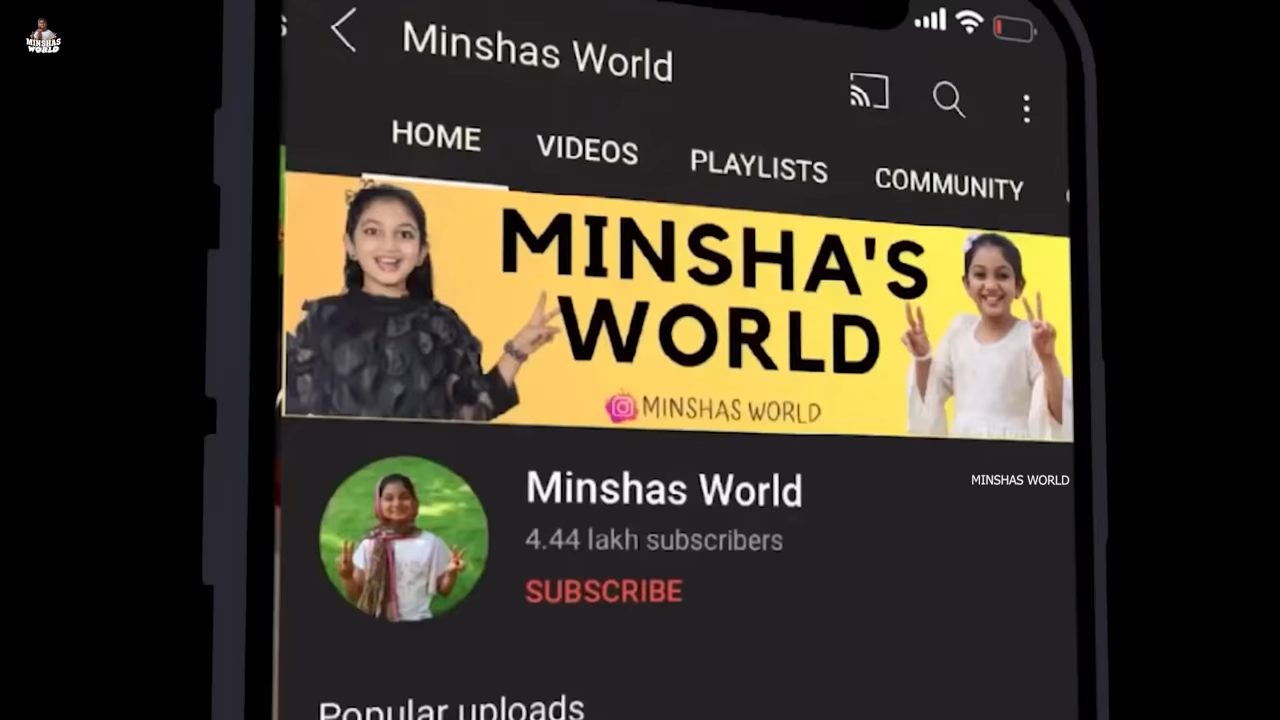 MINSHAS
WORLD
Minshas World
HOME VIDEOS PLAYLISTS COMMUNITY
MINSHA'S
WORLD
MINSHAS WORLD
Minshas World
4.44 lakh subscribers
SUBSCRIBE
MINSHAS WORLD
Popular uploads